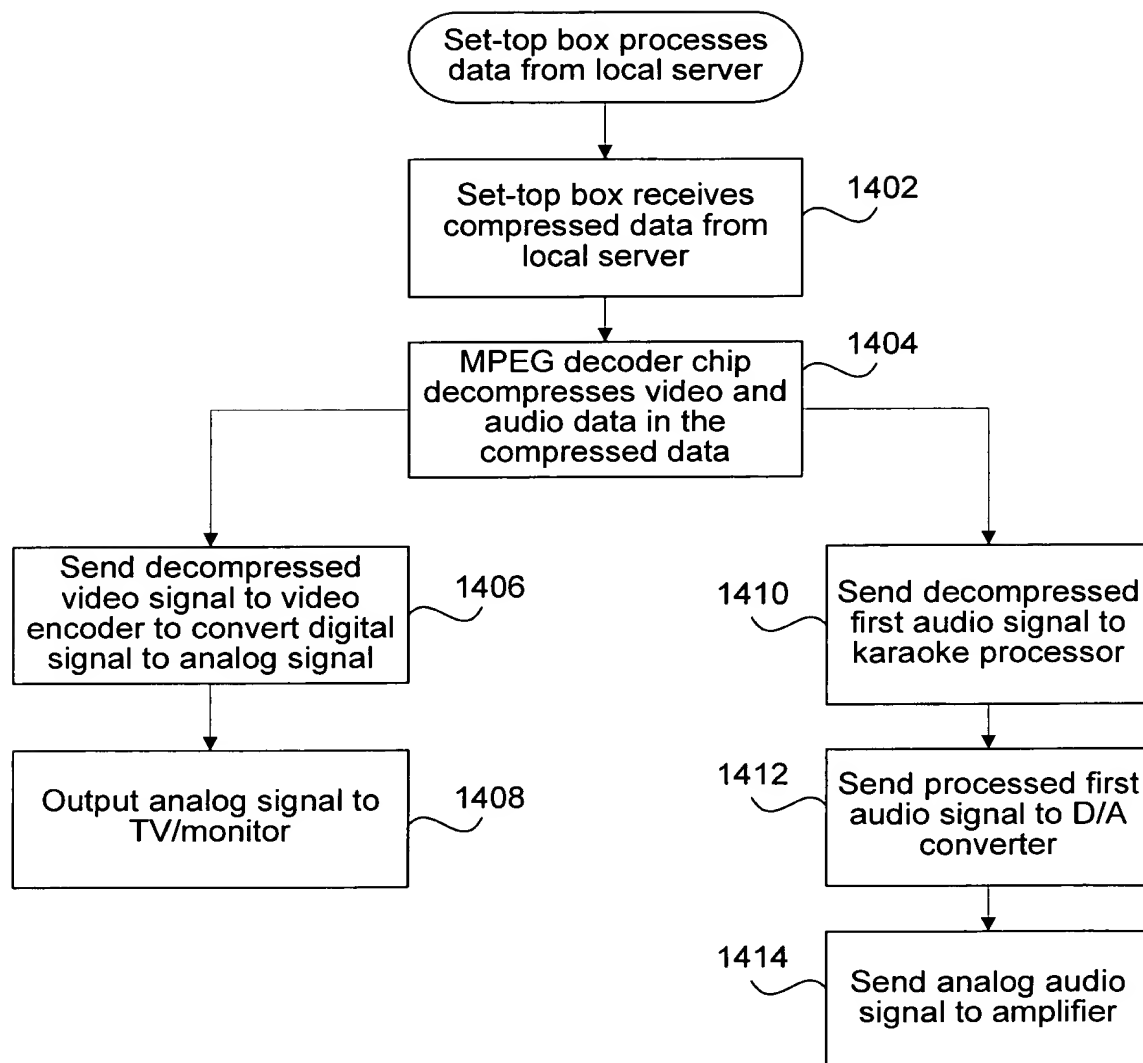 Set-top box processes
data from local server
Set-top box receives
compressed data from
local server
1402
MPEG decoder chip
decompresses video and
audio data in the
compressed data
1404
Send decompressed
video signal to video
encoder to convert digital
signal to analog signal
1406
Output analog signal to
TV/monitor
1408
1410
Send decompressed
first audio signal to
karaoke processor
1412
Send processed first
audio signal to D/A
converter
1414
Send analog audio
signal to amplifier